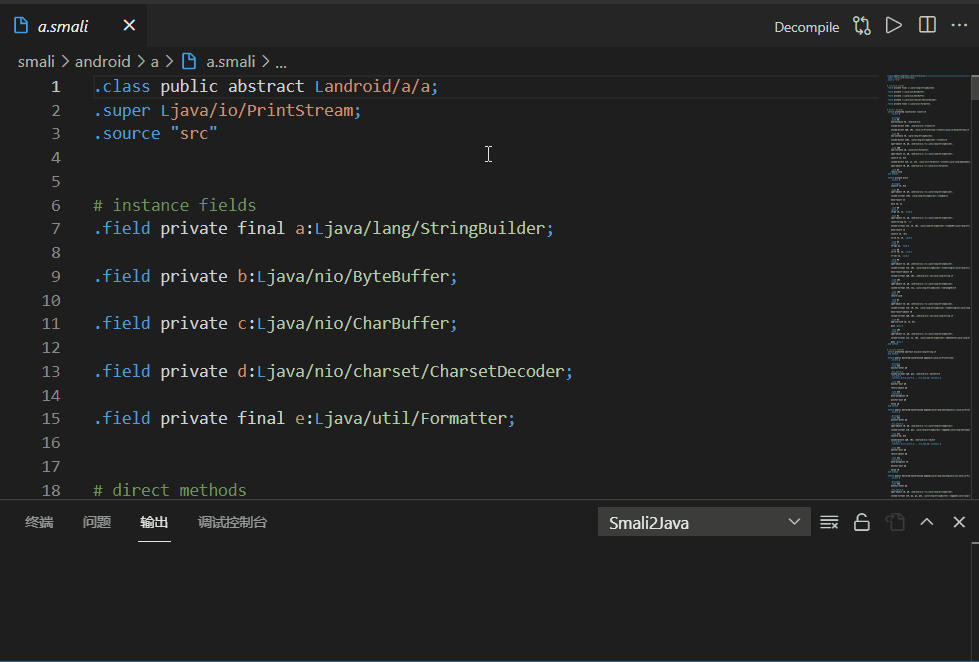 a.smali
Decompile
smali > android > a > a.smali > ...
1 .class public abstract Landroid/a/a;
2 .super Ljava/io/PrintStream;
3 .source "src"
4
5
6 # instance fields
7 .field private final a:Ljava/lang/StringBuilder;
8
9 .field private b:Ljava/nio/ByteBuffer;
10
11 .field private c:Ljava/nio/CharBuffer;
12
13 .field private d:Ljava/nio/charset/CharsetDecoder;
14
15 .field private final e:Ljava/util/Formatter;
16
17
18 # direct methods
终端 问题 输出 调试控制台 Smali2Java